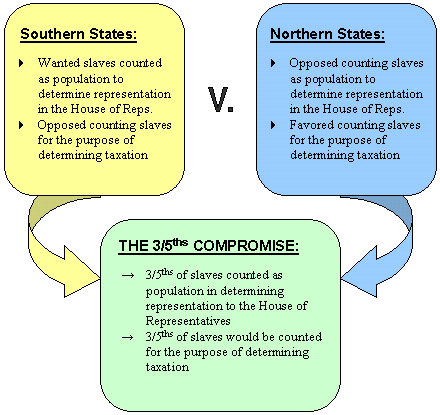 Southern States:
Wanted slaves counted
as population to
determine representation
in the House of Reps.
Opposed counting slaves
for the purpose of
determining taxation
V.
Northern States:
Opposed counting slaves
as population to
determine representation
in the House of Reps.
Favored counting slaves
for the purpose of
determining taxation
THE 3/5ths COMPROMISE:
→ 3/5ths of slaves counted as
population in determining
representation to the House of
Representatives
→ 3/5ths of slaves would be counted
for the purpose of determining
taxation